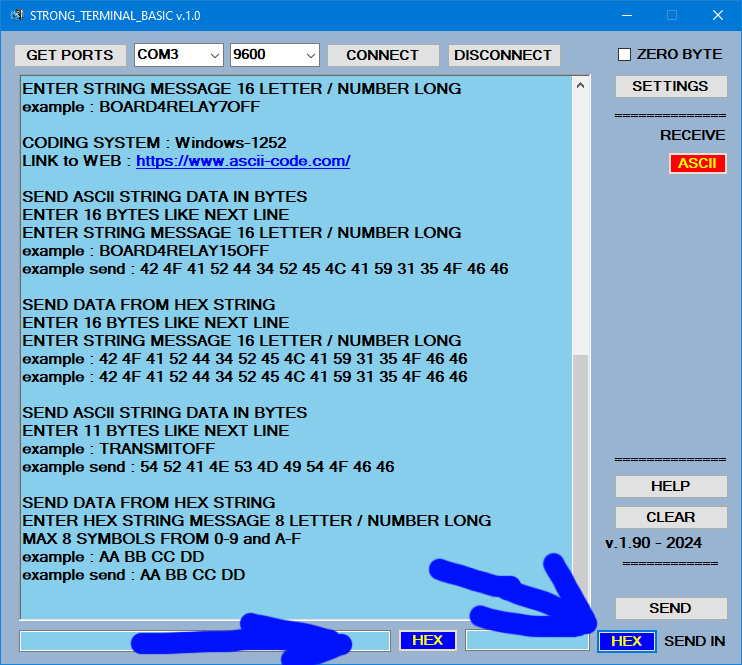 STRONG_TERMINAL_BASIC v.1.0
GET PORTS COM3 9600 CONNECT DISCONNECT ZERO BYTE
SETTINGS
==============
RECEIVE
ASCII
ENTER STRING MESSAGE 16 LETTER / NUMBER LONG
example : BOARD4RELAY7OFF
CODING SYSTEM : Windows-1252
LINK to WEB : https://www.ascii-code.com/
SEND ASCII STRING DATA IN BYTES
ENTER 16 BYTES LIKE NEXT LINE
ENTER STRING MESSAGE 16 LETTER / NUMBER LONG
example : BOARD4RELAY15OFF
example send : 42 4F 41 52 44 34 52 45 4C 41 59 31 35 4F 46 46
SEND DATA FROM HEX STRING
ENTER 16 BYTES LIKE NEXT LINE
ENTER STRING MESSAGE 16 LETTER / NUMBER LONG
example : 42 4F 41 52 44 34 52 45 4C 41 59 31 35 4F 46 46
example : 42 4F 41 52 44 34 52 45 4C 41 59 31 35 4F 46 46
SEND ASCII STRING DATA IN BYTES
ENTER 11 BYTES LIKE NEXT LINE
example : TRANSMITOFF
example send : 54 52 41 4E 53 4D 49 54 4F 46 46
SEND DATA FROM HEX STRING
ENTER HEX STRING MESSAGE 8 LETTER / NUMBER LONG
MAX 8 SYMBOLS FROM 0-9 and A-F
example : AA BB CC DD
example send : AA BB CC DD
==============
HELP
CLEAR
v.1.90 - 2024
============
SEND
HEX HEX SEND IN